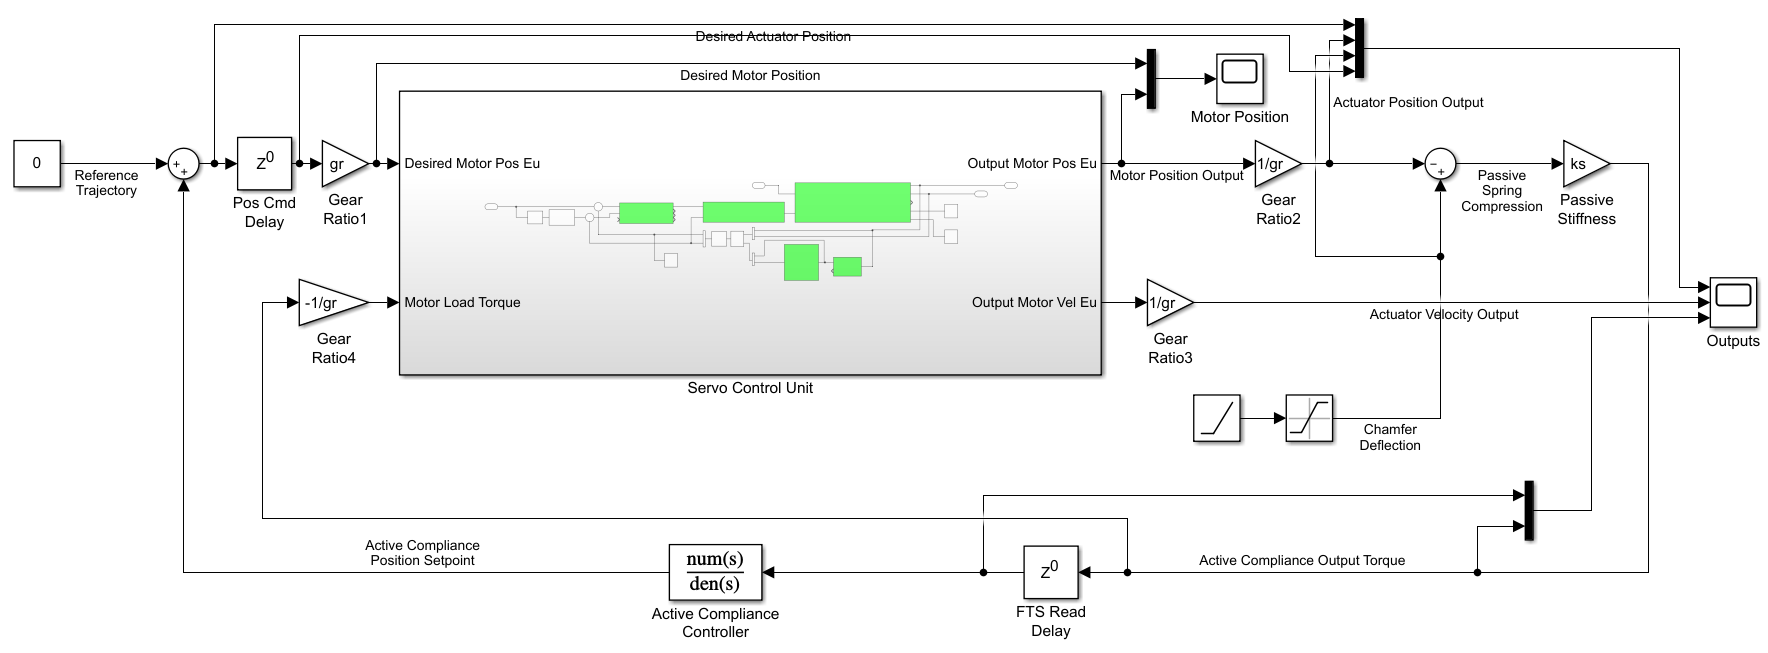 Desired Actuator Position
Desired Motor Position
Actuator Position Output
Motor Position
0
Reference
Trajectory
+
+
Z0
Pos Cmd
Delay
gr
Gear
Ratio1
Desired Motor Pos Eu
Output Motor Pos Eu
Motor Position Output
1/gr
Gear
Ratio2
−
+
Passive
Spring
Compression
ks
Passive
Stiffness
-1/gr
Gear
Ratio4
Motor Load Torque
Output Motor Vel Eu
1/gr
Gear
Ratio3
Actuator Velocity Output
Outputs
Servo Control Unit
Chamfer
Deflection
Active Compliance
Position Setpoint
num(s)
den(s)
Active Compliance
Controller
Z0
FTS Read
Delay
Active Compliance Output Torque